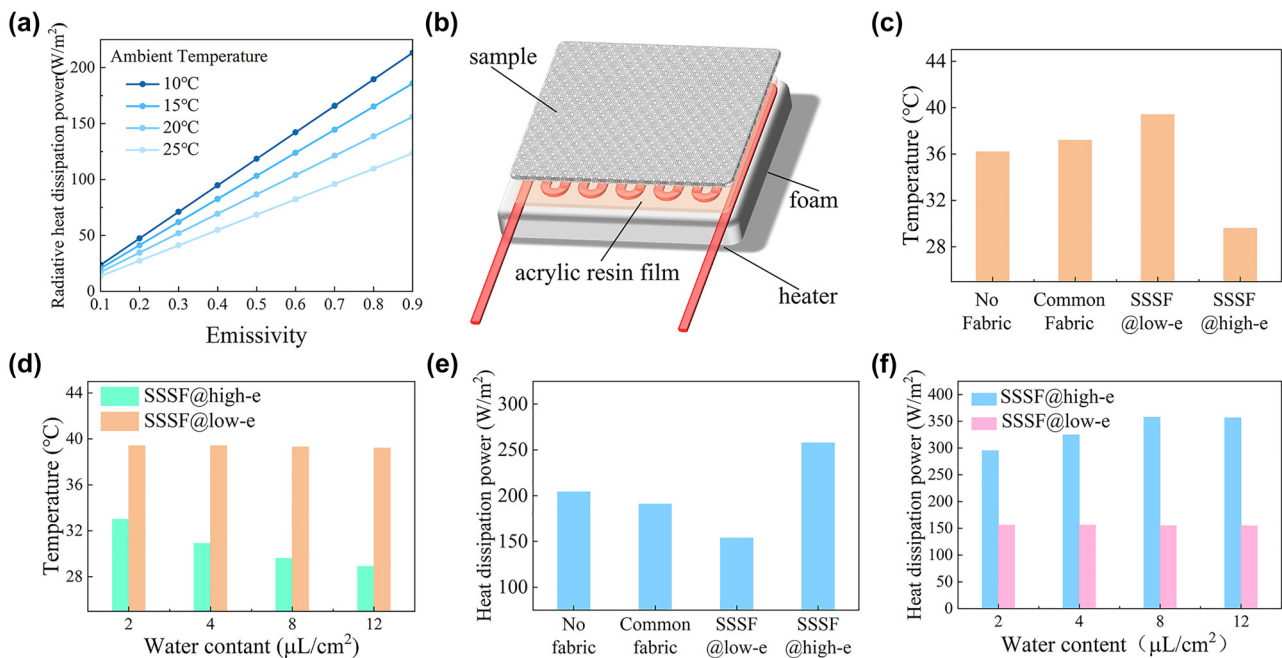 (a)
Radiative heat dissipation power(W/m²)
200
150
100
50
0
Ambient Temperature
10℃
15℃
20℃
25℃
0.1 0.2 0.3 0.4 0.5 0.6 0.7 0.8 0.9
Emissivity
(b)
sample
foam
acrylic resin film
heater
(c)
Temperature (℃)
44
40
36
32
28
No Common SSSF SSSF
Fabric Fabric @low-e @high-e
(d)
Temperature (℃)
44
40
36
32
28
SSSF@high-e
SSSF@low-e
2 4 8 12
Water contant (μL/cm²)
(e)
Heat dissipation power (W/m²)
300
250
200
150
100
No Common SSSF SSSF
fabric fabric @low-e @high-e
(f)
Heat dissipation power (W/m²)
350
300
250
200
150
100
50
0
SSSF@high-e
SSSF@low-e
2 4 8 12
Water content（μL/cm²）